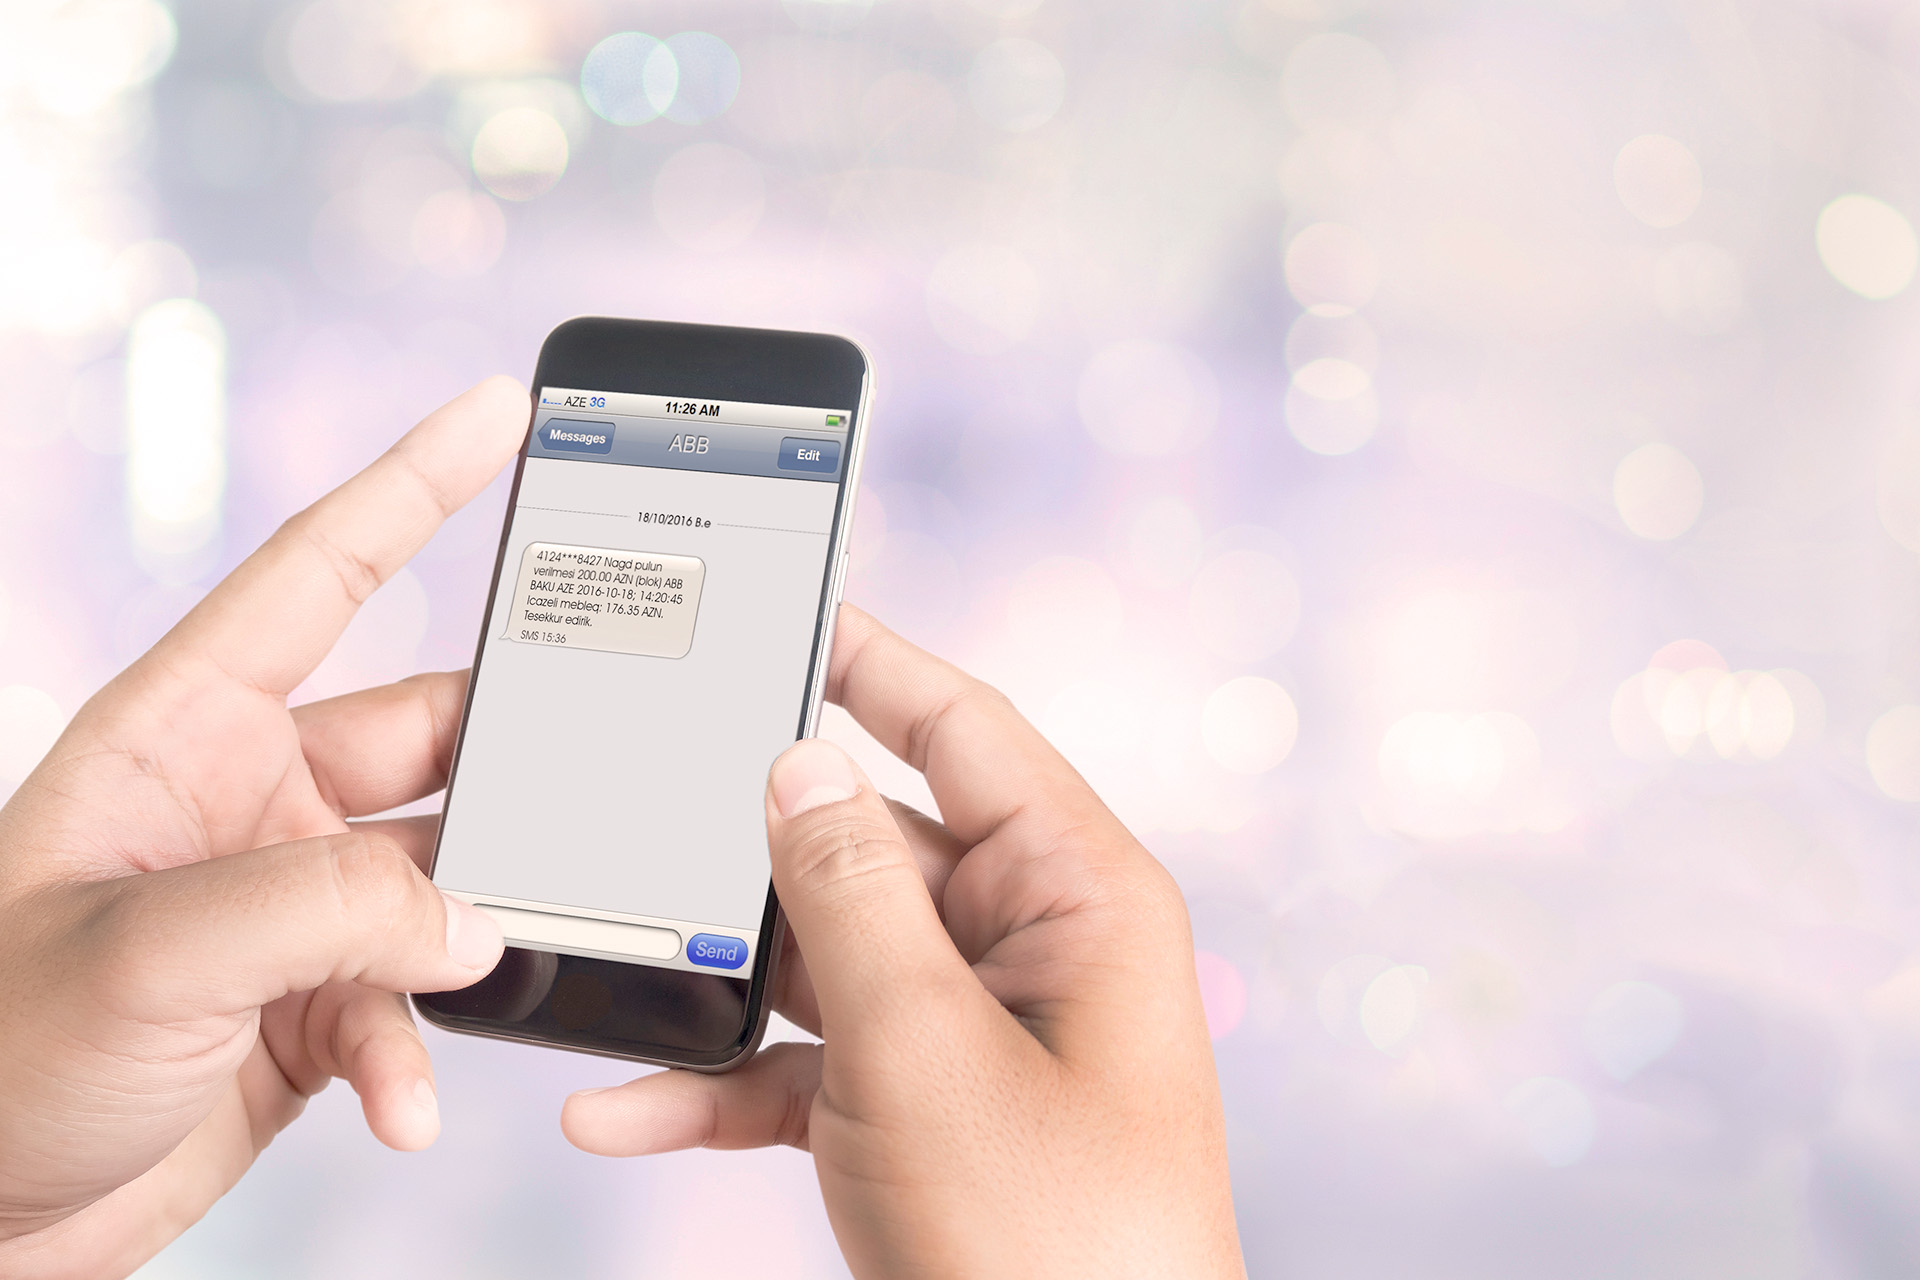 AZE 3G 11:26 AM
Messages ABB Edit
18/10/2016 B.e
4124***8427 Nagd pulun
verilmesi 200.00 AZN (blok) ABB
BAKU AZE 2016-10-18; 14:20:45
Icazeli mebleq: 176.35 AZN.
Tesekkur edirik.
SMS 15:36
Send